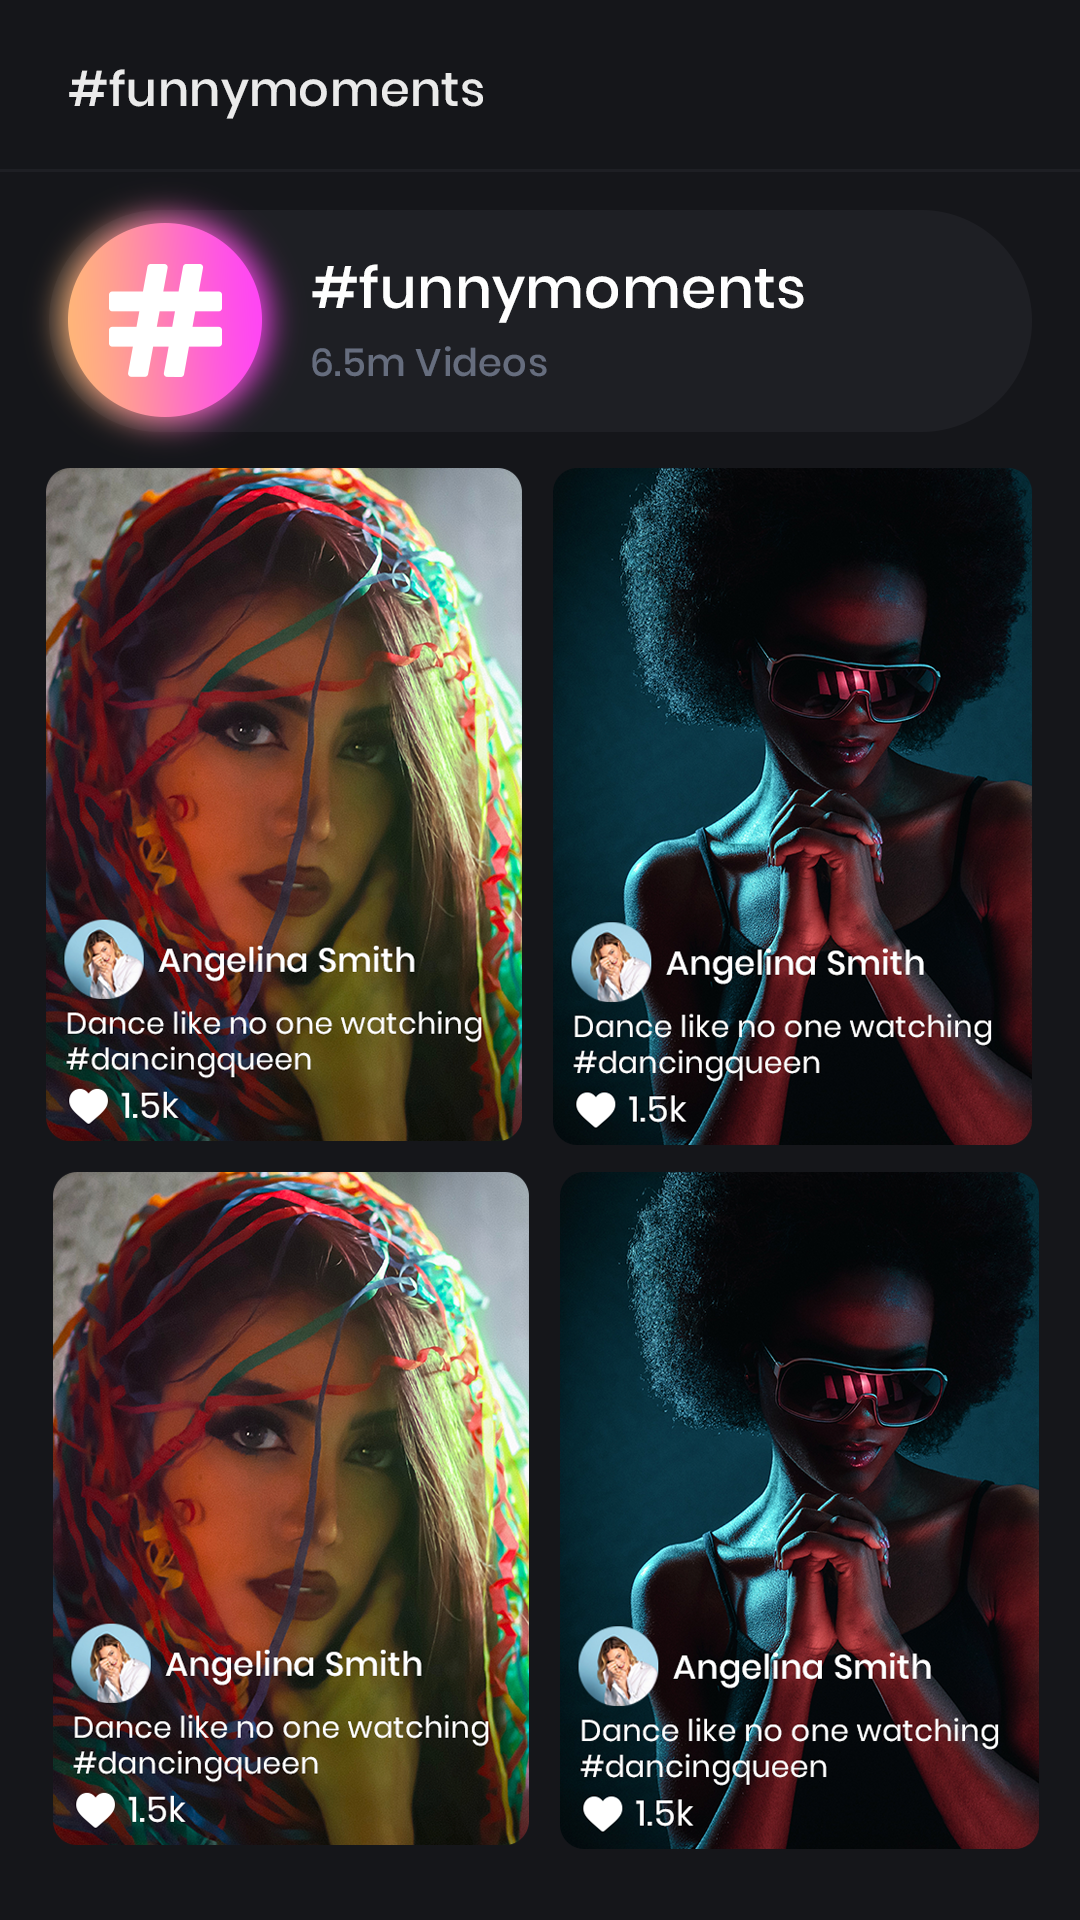 #funnymoments
#funnymoments
6.5m Videos
Angelina Smith
Dance like no one watching
#dancingqueen
1.5k
Angelina Smith
Dance like no one watching
#dancingqueen
1.5k
Angelina Smith
Dance like no one watching
#dancingqueen
1.5k
Angelina Smith
Dance like no one watching
#dancingqueen
1.5k